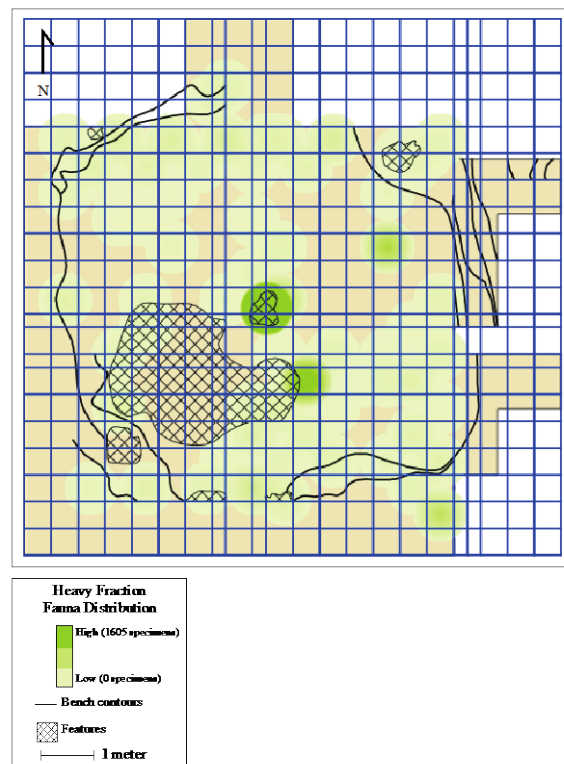 N
Heavy Fraction
Fauna Distribution
High (1605 specimens)
Low (0 specimens)
Bench contours
Features
1 meter